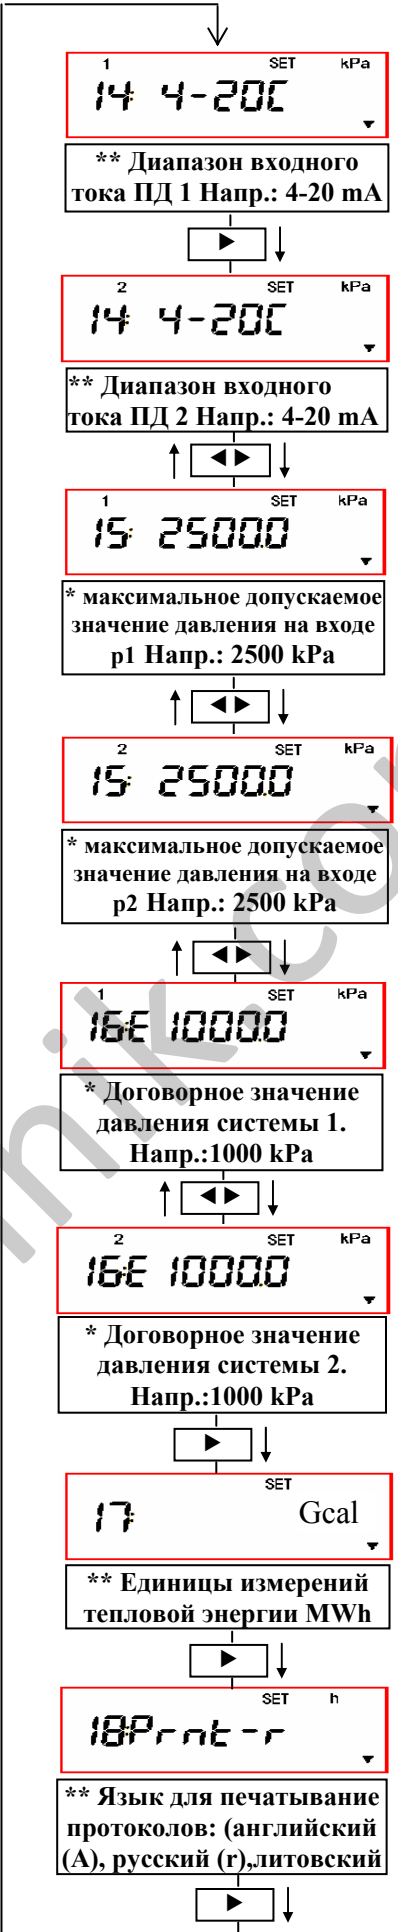 1 SET kPa
14: 4-20C
** Диапазон входного
тока ПД 1 Напр.: 4-20 mA
2 SET kPa
14: 4-20C
** Диапазон входного
тока ПД 2 Напр.: 4-20 mA
1 SET kPa
15: 2500.0
* максимальное допускаемое
значение давления на входе
p1 Напр.: 2500 kPa
2 SET kPa
15: 2500.0
* максимальное допускаемое
значение давления на входе
p2 Напр.: 2500 kPa
1 SET kPa
16:E 1000.0
* Договорное значение
давления системы 1.
Напр.:1000 kPa
2 SET kPa
16:E 1000.0
* Договорное значение
давления системы 2.
Напр.:1000 kPa
SET
17: Gcal
** Единицы измерений
тепловой энергии MWh
SET h
18:Prnt-r
** Язык для печатывание
протоколов: (английский
(A), русский (r),литовский